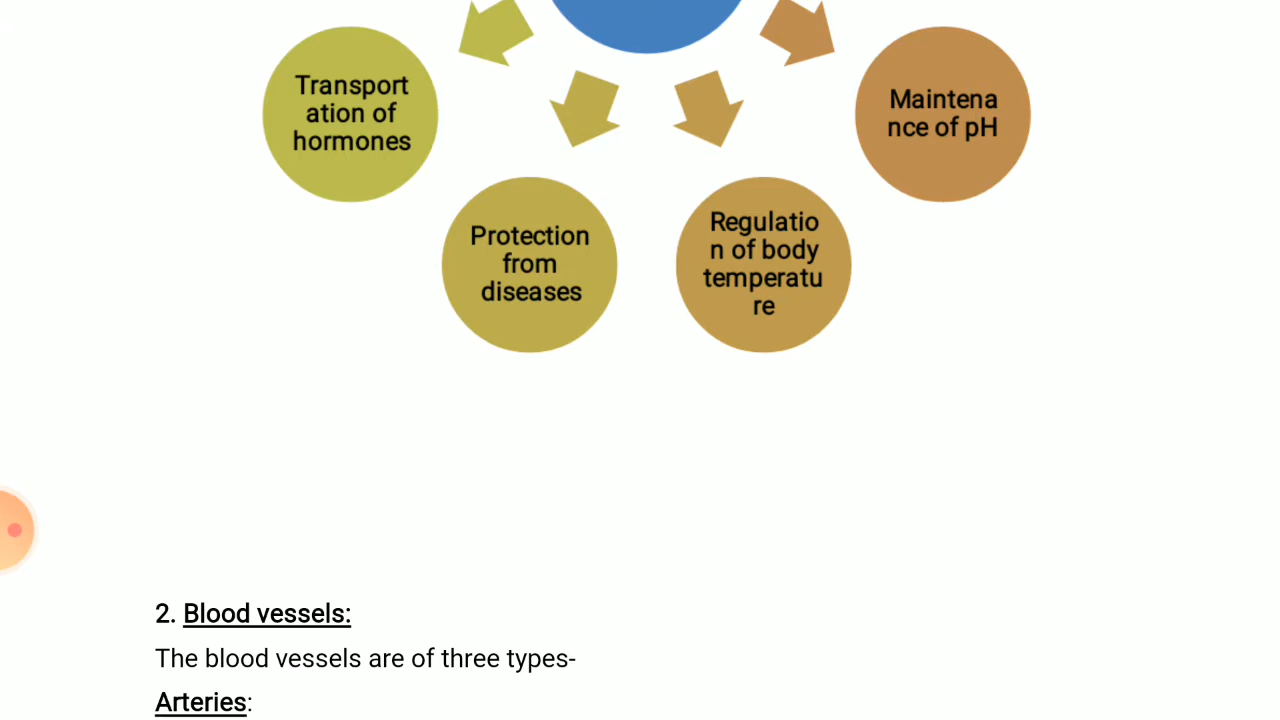 Transport
ation of
hormones
Maintena
nce of pH
Protection
from
diseases
Regulatio
n of body
temperatu
re
2. Blood vessels:
The blood vessels are of three types-
Arteries: